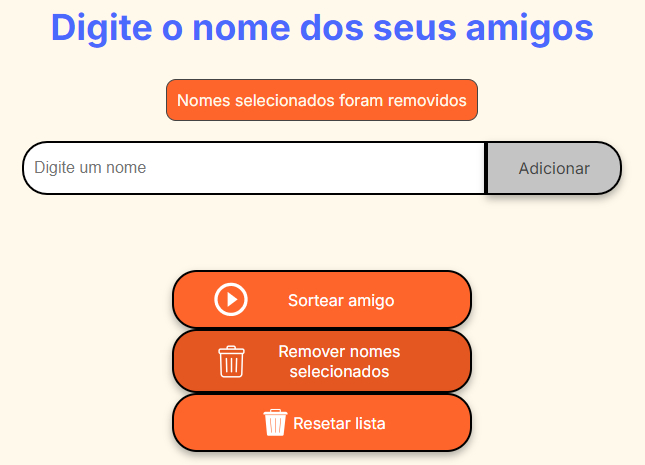 Digite o nome dos seus amigos
Nomes selecionados foram removidos
Digite um nome
Adicionar
Sortear amigo
Remover nomes
selecionados
Resetar lista